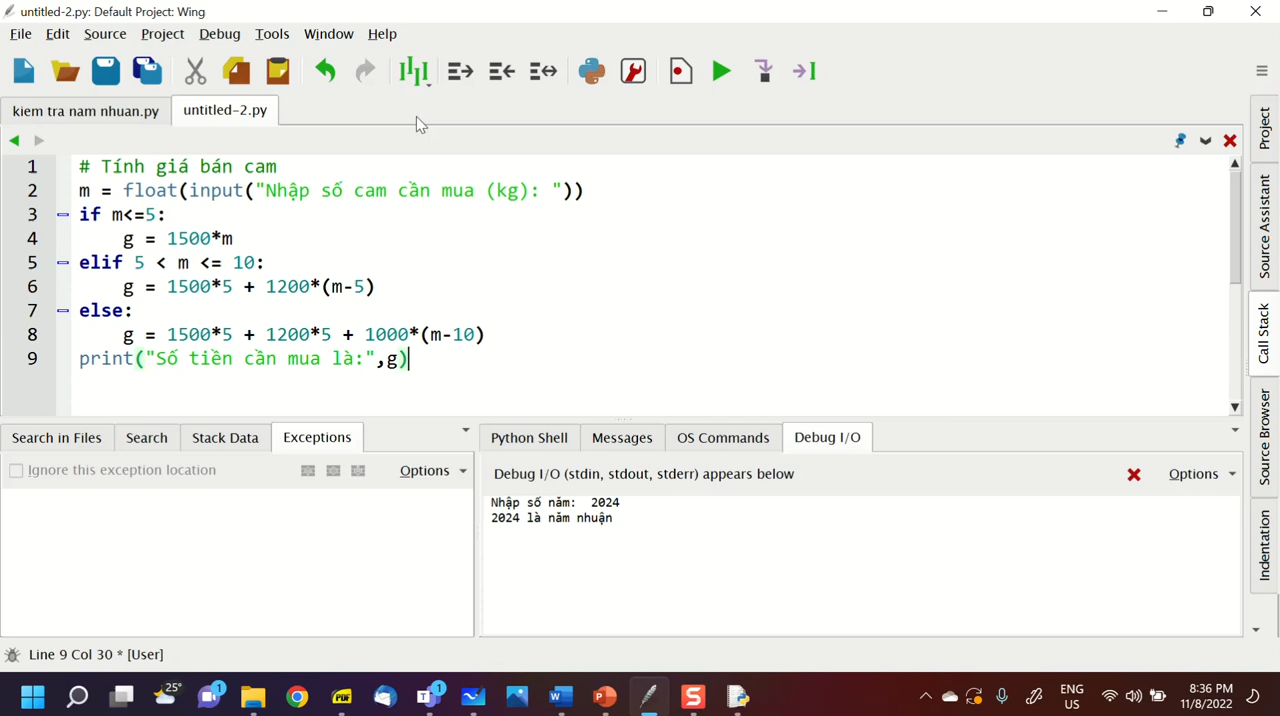 untitled-2.py: Default Project: Wing
File Edit Source Project Debug Tools Window Help
kiem tra nam nhuan.py untitled-2.py
1 # Tính giá bán cam
2 m = float(input("Nhập số cam cần mua (kg): "))
3 if m<=5:
4 g = 1500*m
5 elif 5 < m <= 10:
6 g = 1500*5 + 1200*(m-5)
7 else:
8 g = 1500*5 + 1200*5 + 1000*(m-10)
9 print("Số tiền cần mua là:",g)
Project
Source Assistant
Call Stack
Source Browser
Indentation
Search in Files Search Stack Data Exceptions
Ignore this exception location Options
Python Shell Messages OS Commands Debug I/O
Debug I/O (stdin, stdout, stderr) appears below Options
Nhập số năm: 2024
2024 là năm nhuận
Line 9 Col 30 * [User]
25° 1 PDF 1 W P S
ENG
US
8:36 PM
11/8/2022